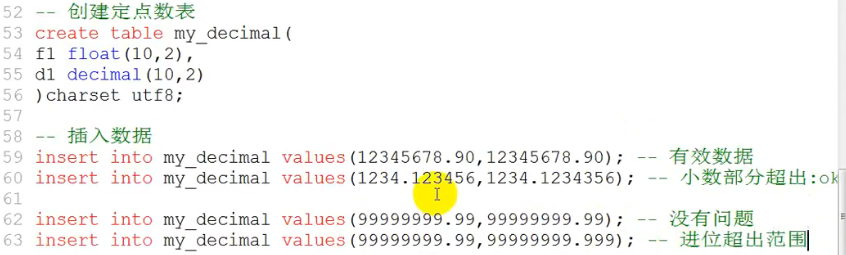 52 -- 创建定点数表
53 create table my_decimal(
54 f1 float(10,2),
55 d1 decimal(10,2)
56 )charset utf8;
57
58 -- 插入数据
59 insert into my_decimal values(12345678.90,12345678.90); -- 有效数据
60 insert into my_decimal values(1234.123456,1234.1234356); -- 小数部分超出:ok
61
62 insert into my_decimal values(99999999.99,99999999.99); -- 没有问题
63 insert into my_decimal values(99999999.99,99999999.999); -- 进位超出范围